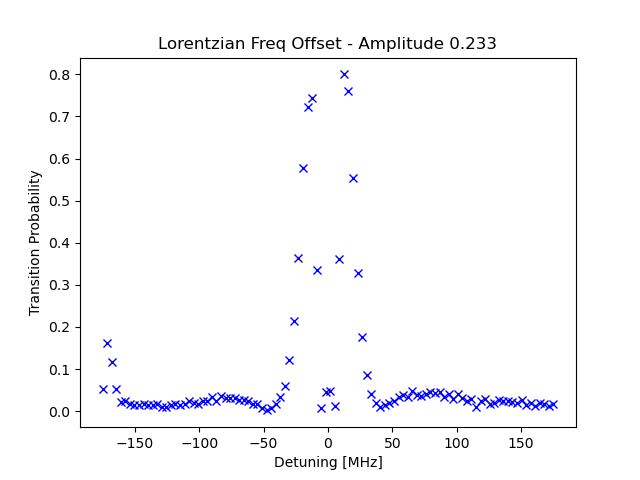 Lorentzian Freq Offset - Amplitude 0.233
Transition Probability
0.8
0.7
0.6
0.5
0.4
0.3
0.2
0.1
0.0
−150 −100 −50 0 50 100 150
Detuning [MHz]